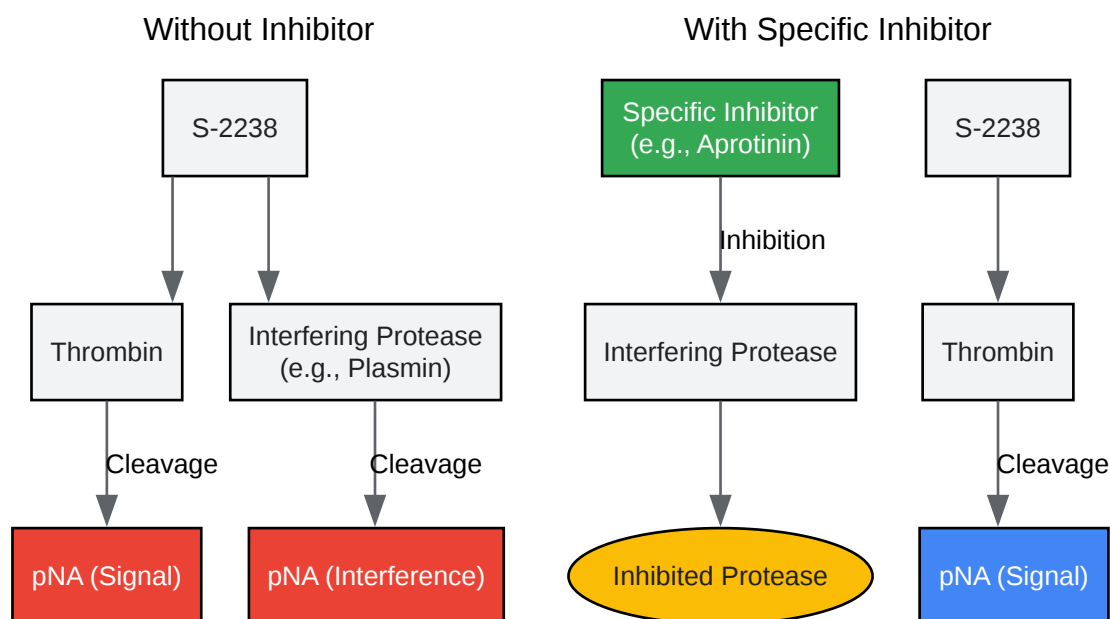 Without Inhibitor
With Specific Inhibitor
S-2238
Specific Inhibitor
(e.g., Aprotinin)
S-2238
Inhibition
Thrombin
Interfering Protease
(e.g., Plasmin)
Interfering Protease
Thrombin
Cleavage
Cleavage
Cleavage
pNA (Signal)
pNA (Interference)
Inhibited Protease
pNA (Signal)